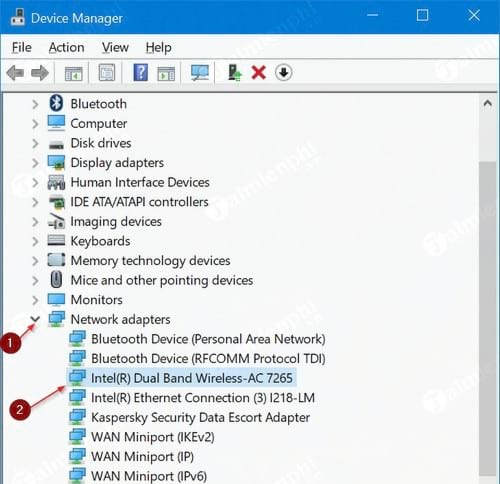 Device Manager
File Action View Help
Bluetooth
Computer
Disk drives
Display adapters
Human Interface Devices
IDE ATA/ATAPI controllers
Imaging devices
Keyboards
Memory technology devices
Mice and other pointing devices
Monitors
1 Network adapters
Bluetooth Device (Personal Area Network)
Bluetooth Device (RFCOMM Protocol TDI)
2 Intel(R) Dual Band Wireless-AC 7265
Intel(R) Ethernet Connection (3) I218-LM
Kaspersky Security Data Escort Adapter
WAN Miniport (IKEv2)
WAN Miniport (IP)
WAN Miniport (IPv6)
Taimienphi